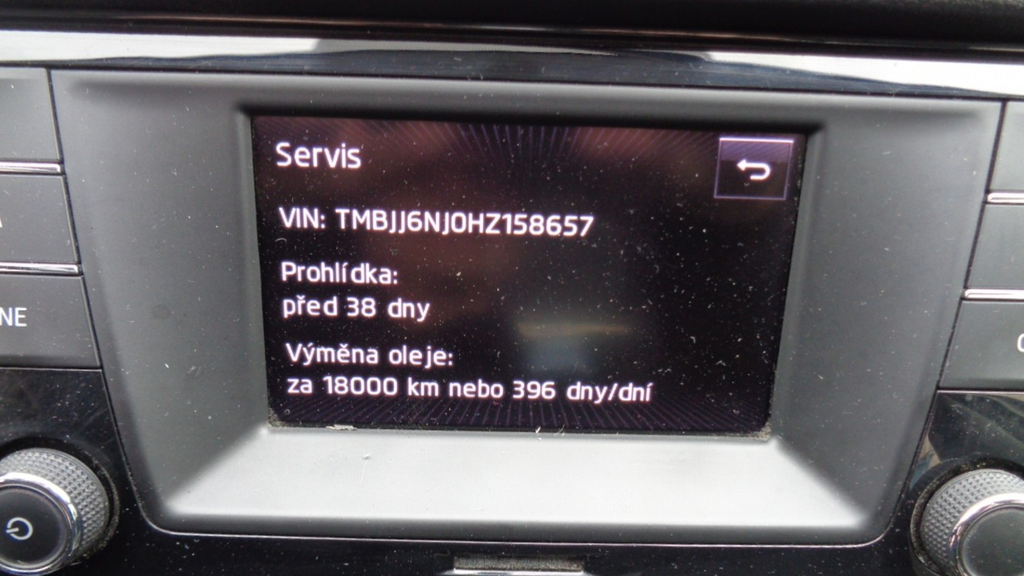 Servis
VIN: TMBJJ6NJ0HZ158657
Prohlídka:
před 38 dny
Výměna oleje:
za 18000 km nebo 396 dny/dní